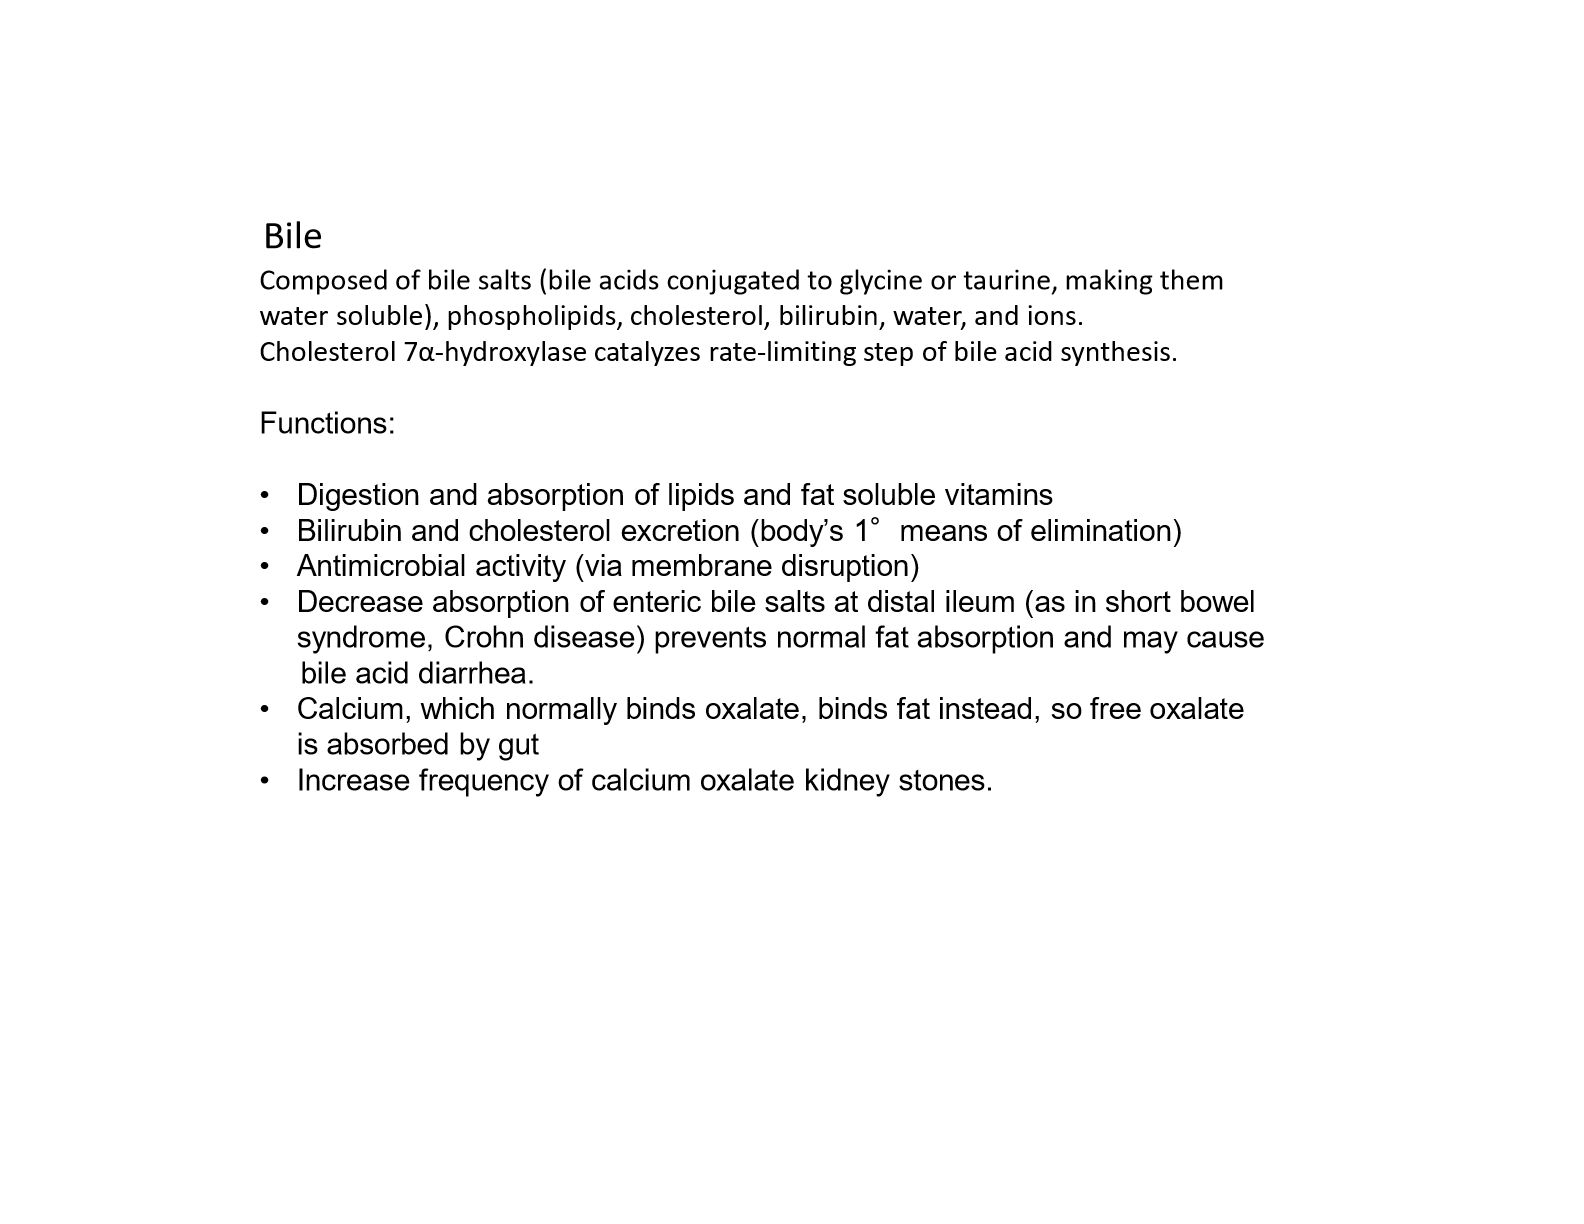 Bile
Composed of bile salts (bile acids conjugated to glycine or taurine, making them
water soluble), phospholipids, cholesterol, bilirubin, water, and ions.
Cholesterol 7α-hydroxylase catalyzes rate-limiting step of bile acid synthesis.
Functions:
• Digestion and absorption of lipids and fat soluble vitamins
• Bilirubin and cholesterol excretion (body’s 1° means of elimination)
• Antimicrobial activity (via membrane disruption)
• Decrease absorption of enteric bile salts at distal ileum (as in short bowel
syndrome, Crohn disease) prevents normal fat absorption and may cause
bile acid diarrhea.
• Calcium, which normally binds oxalate, binds fat instead, so free oxalate
is absorbed by gut
• Increase frequency of calcium oxalate kidney stones.